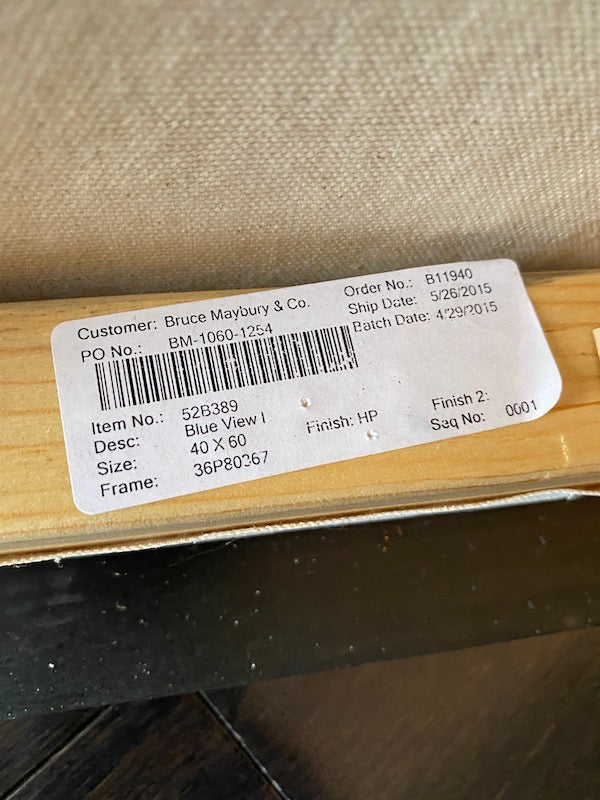 Customer: Bruce Maybury & Co.
PO No.: BM-1060-1254
Order No.: B11940
Ship Date: 5/26/2015
Batch Date: 4/29/2015
Item No.: 52B389
Desc: Blue View I
Size: 40 X 60
Frame: 36P80267
Finish: HP
Finish 2:
Seq No: 0001